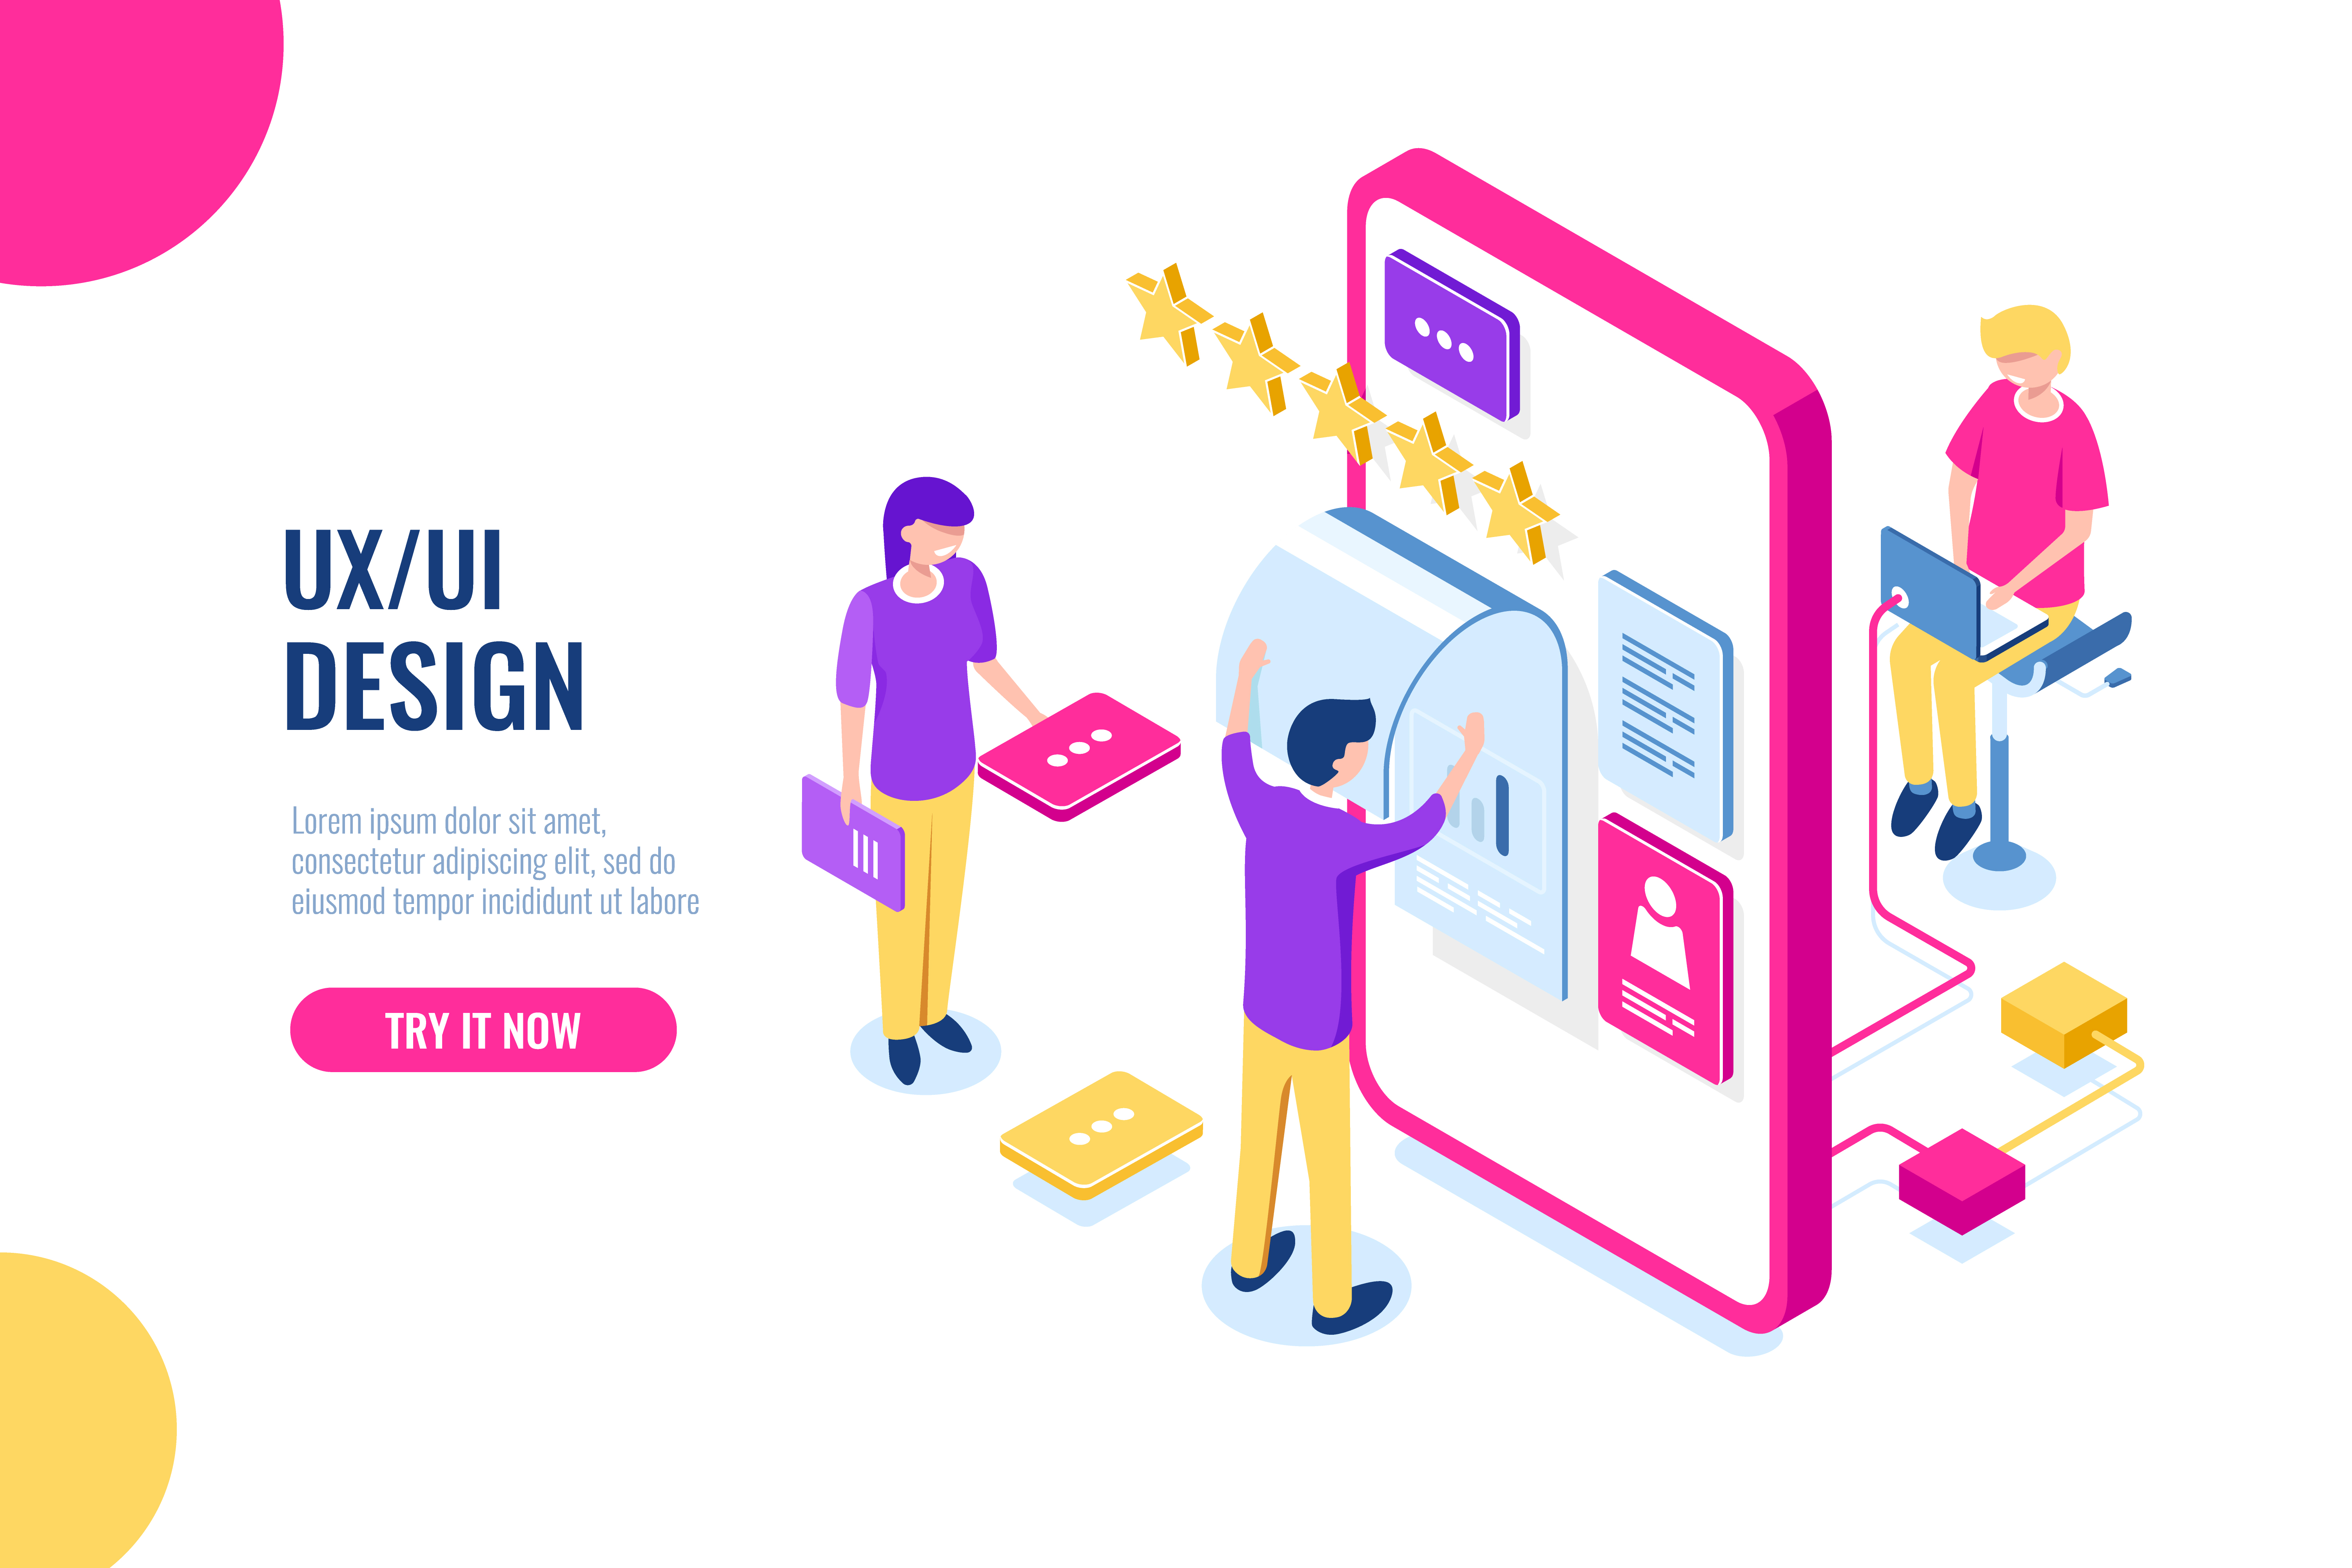 UX/UI
DESIGN
Lorem ipsum dolor sit amet,
consectetur adipiscing elit, sed do
eiusmod tempor incididunt ut labore
TRY IT NOW